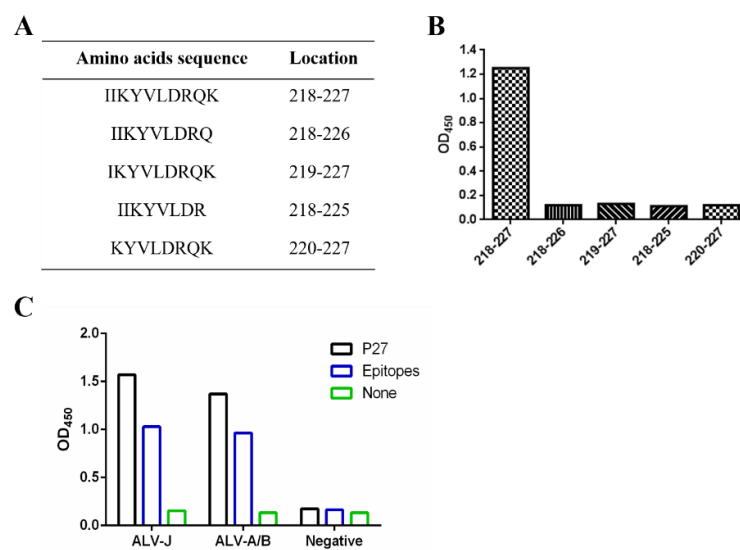 A
Amino acids sequence Location
IIKYVLDRQK 218-227
IIKYVLDRQ 218-226
IKYVLDRQK 219-227
IIKYVLDR 218-225
KYVLDRQK 220-227
B
1.4
1.2
1.0
0.8
0.6
0.4
0.2
0.0
OD450
218-227
218-226
219-227
218-225
220-227
C
2.0
1.5
1.0
0.5
0.0
OD450
P27
Epitopes
None
ALV-J
ALV-A/B
Negative